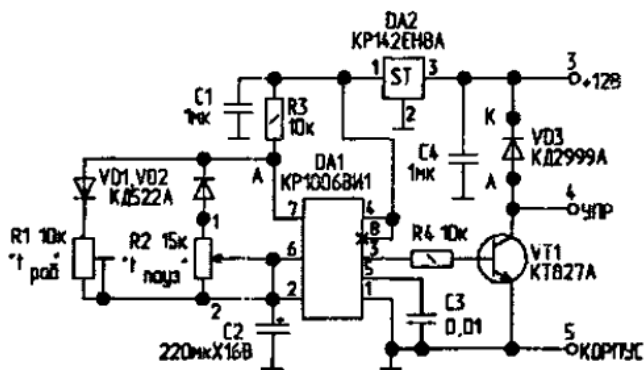 DA2
КР142ЕН8А
1
ST
3
2
3
+12В
C1
1мк
R3
10к
K
VD3
КД2999А
C4
1мк
A
DA1
КР1006ВИ1
A
VD1,VD2
КД522А
7
4
4
УПР
8
R1 10к
"t раб"
1
R2 15к
"t пауз"
6
3
R4 10к
5
VT1
КТ827А
2
2
1
C2
220мкХ16В
C3
0,01
5
КОРПУС